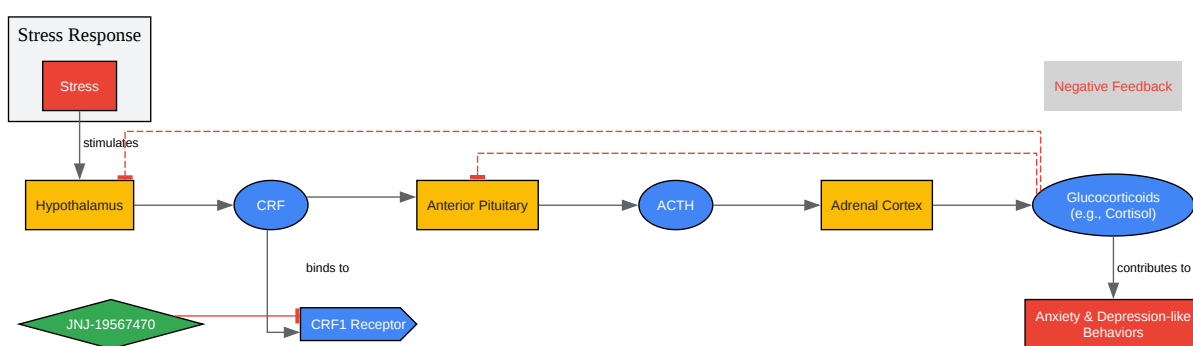 Stress Response
Stress
Negative Feedback
stimulates
Hypothalamus
CRF
Anterior Pituitary
ACTH
Adrenal Cortex
Glucocorticoids
(e.g., Cortisol)
binds to
contributes to
JNJ-19567470
CRF1 Receptor
Anxiety & Depression-like
Behaviors